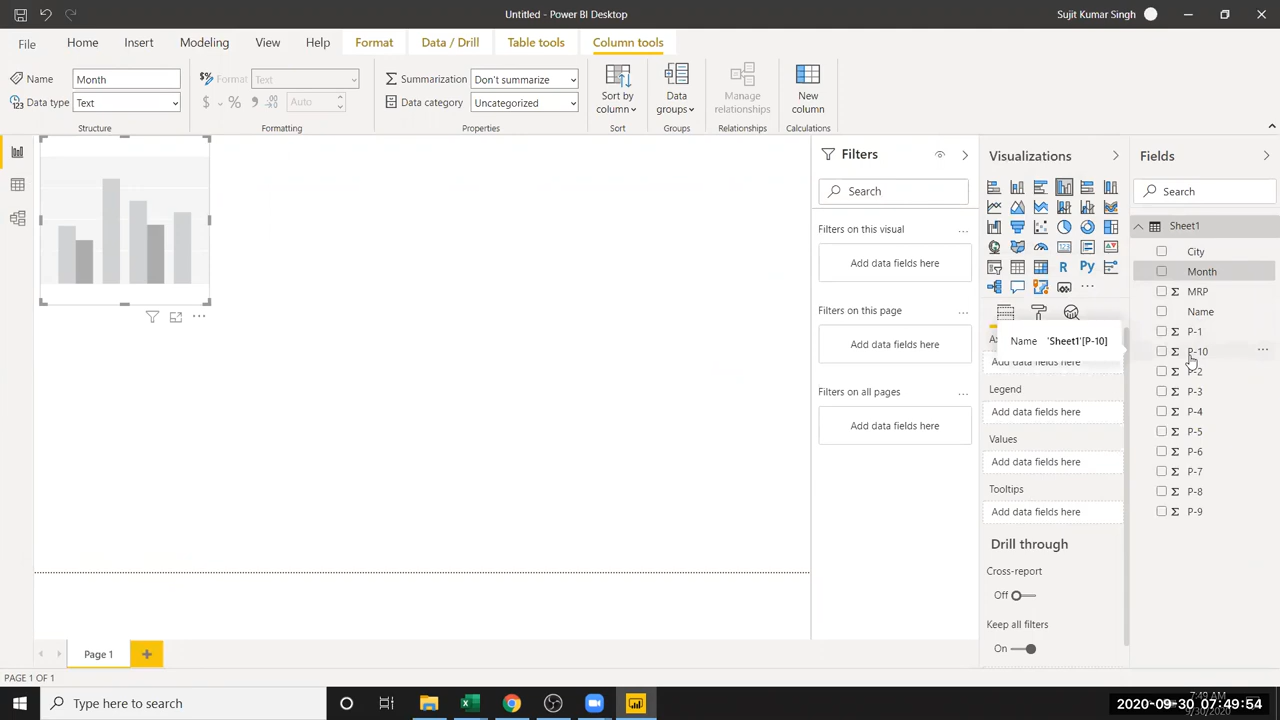 Untitled - Power BI Desktop
Sujit Kumar Singh
File
Home
Insert
Modeling
View
Help
Format
Data / Drill
Table tools
Column tools
Name
Month
Data type
Text
Structure
Format
Text
$
%
Auto
Formatting
Summarization
Don't summarize
Data category
Uncategorized
Properties
Sort by
column
Sort
Data
groups
Groups
Manage
relationships
Relationships
New
column
Calculations
Filters
Search
Filters on this visual
Add data fields here
Filters on this page
Add data fields here
Filters on all pages
Add data fields here
Visualizations
R
Py
Name 'Sheet1'[P-10]
Add data fields here
Legend
Add data fields here
Values
Add data fields here
Tooltips
Add data fields here
Drill through
Cross-report
Off
Keep all filters
On
Fields
Search
Sheet1
City
Month
MRP
Name
P-1
P-10
P-2
P-3
P-4
P-5
P-6
P-7
P-8
P-9
Page 1
PAGE 1 OF 1
Type here to search
7:49 AM
9/30/2020
2020-09-30 07:49:54